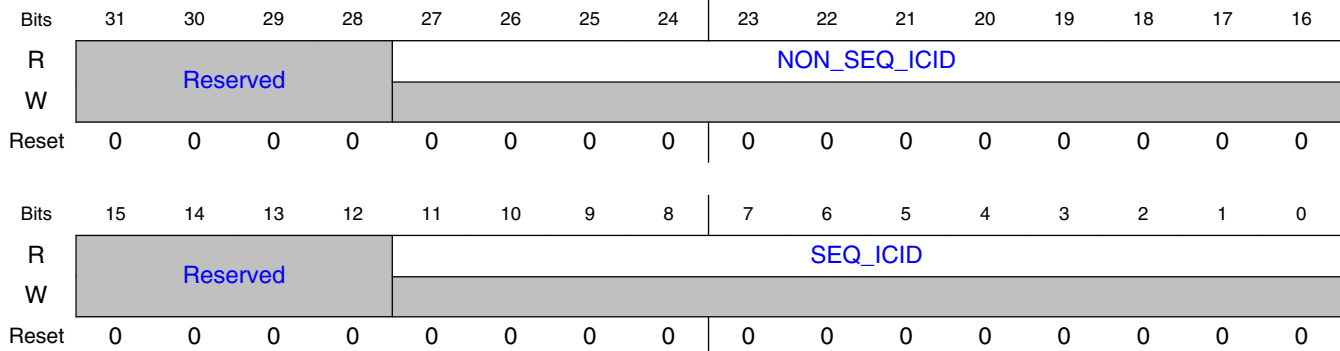 Bits 31 30 29 28 27 26 25 24 23 22 21 20 19 18 17 16
R Reserved NON_SEQ_ICID
W
Reset 0 0 0 0 0 0 0 0 0 0 0 0 0 0 0 0
Bits 15 14 13 12 11 10 9 8 7 6 5 4 3 2 1 0
R Reserved SEQ_ICID
W
Reset 0 0 0 0 0 0 0 0 0 0 0 0 0 0 0 0